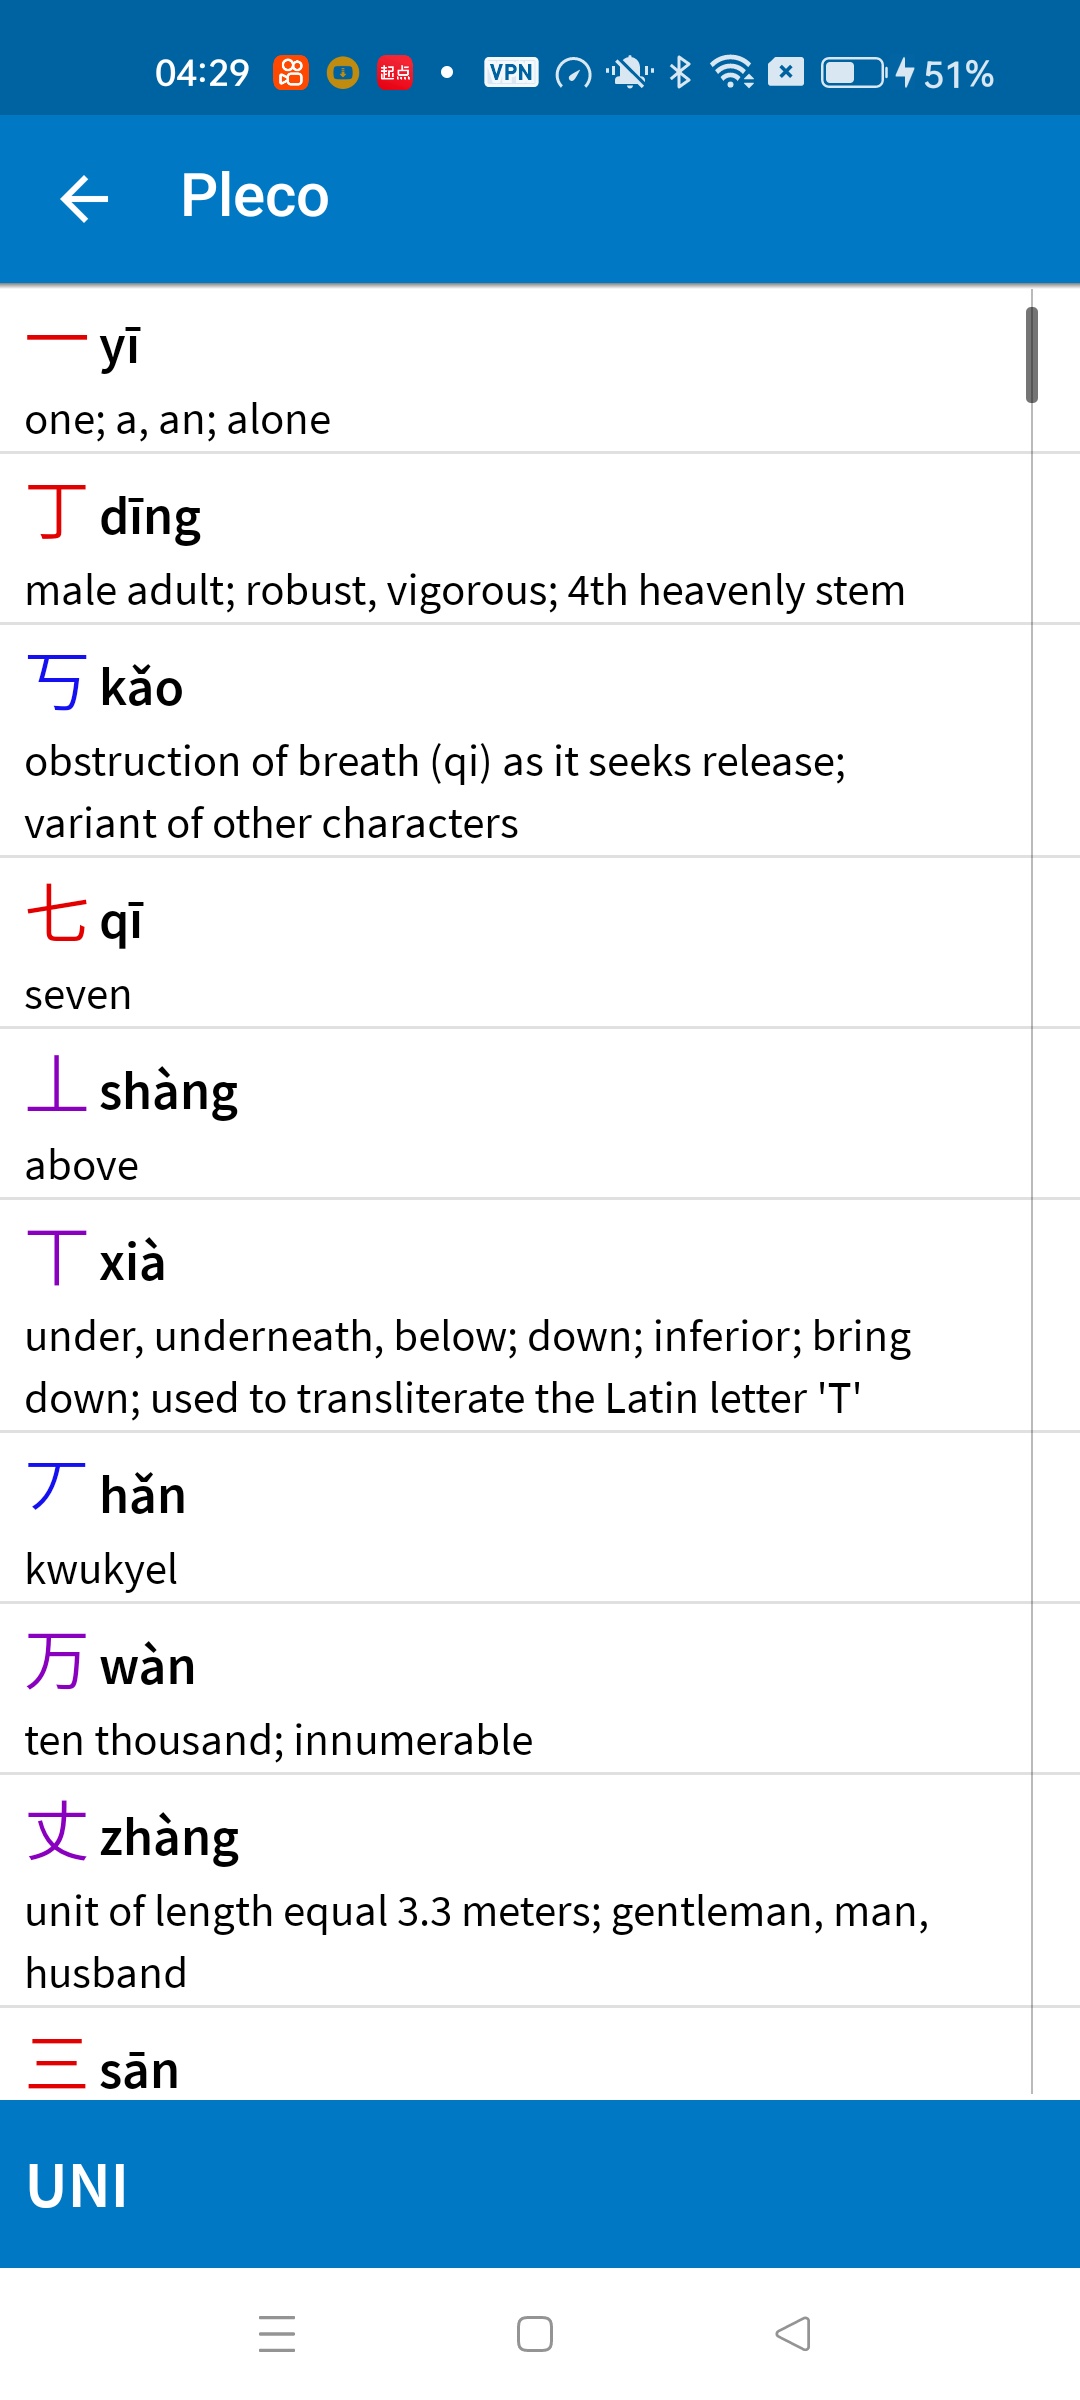 04:29 起点 VPN 51%
Pleco
一 yī
one; a, an; alone
丁 dīng
male adult; robust, vigorous; 4th heavenly stem
丂 kǎo
obstruction of breath (qi) as it seeks release;
variant of other characters
七 qī
seven
丄 shàng
above
丅 xià
under, underneath, below; down; inferior; bring
down; used to transliterate the Latin letter 'T'
丆 hǎn
kwukyel
万 wàn
ten thousand; innumerable
丈 zhàng
unit of length equal 3.3 meters; gentleman, man,
husband
三 sān
UNI